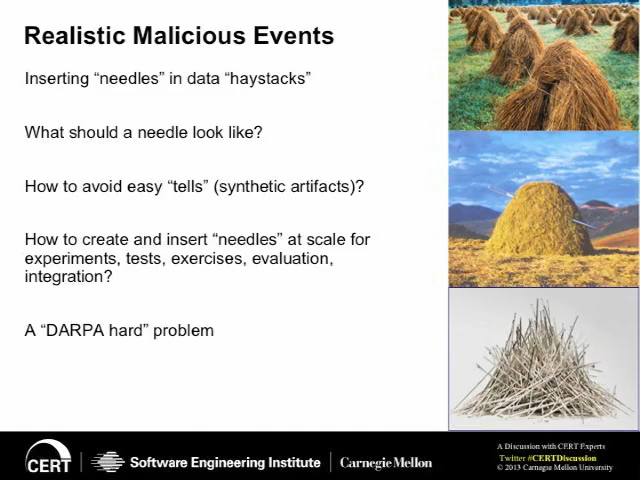 Realistic Malicious Events
Inserting “needles” in data “haystacks”
What should a needle look like?
How to avoid easy “tells” (synthetic artifacts)?
How to create and insert “needles” at scale for
experiments, tests, exercises, evaluation,
integration?
A “DARPA hard” problem
CERT
Software Engineering Institute
Carnegie Mellon
A Discussion with CERT Experts
Twitter #CERTDiscussion
© 2013 Carnegie Mellon University